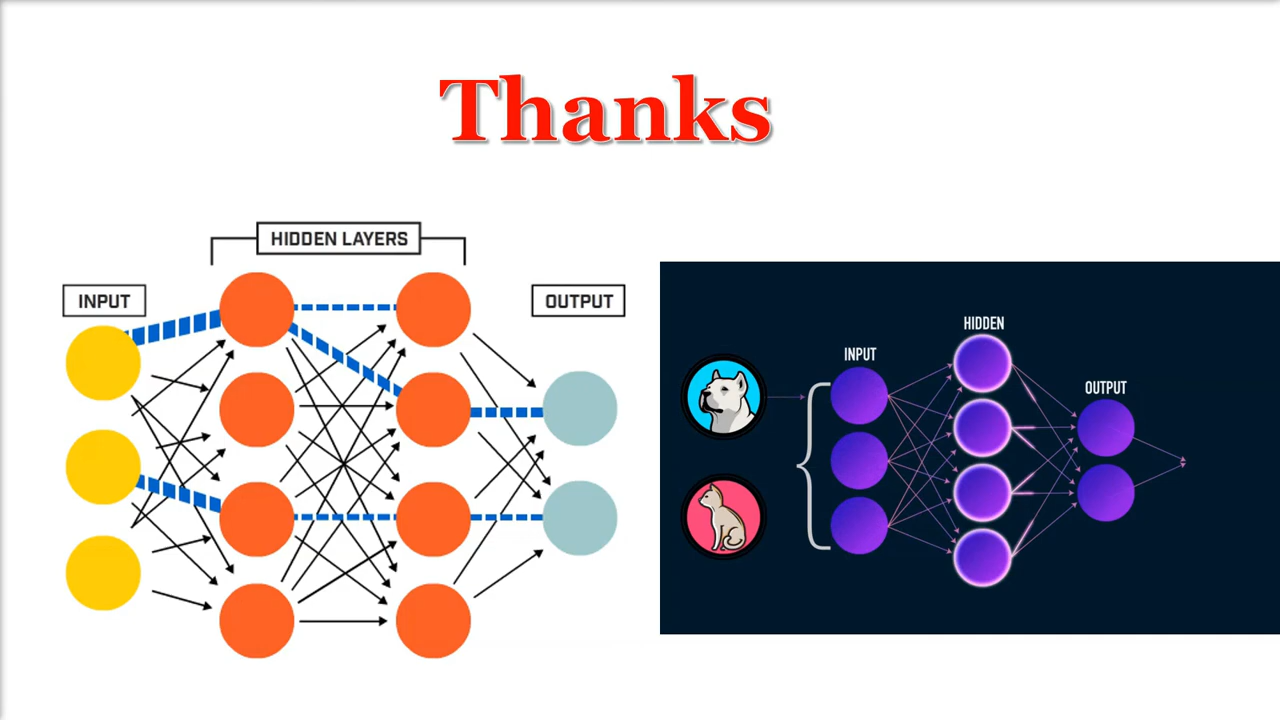 Thanks
HIDDEN LAYERS
INPUT
OUTPUT
HIDDEN
INPUT
OUTPUT